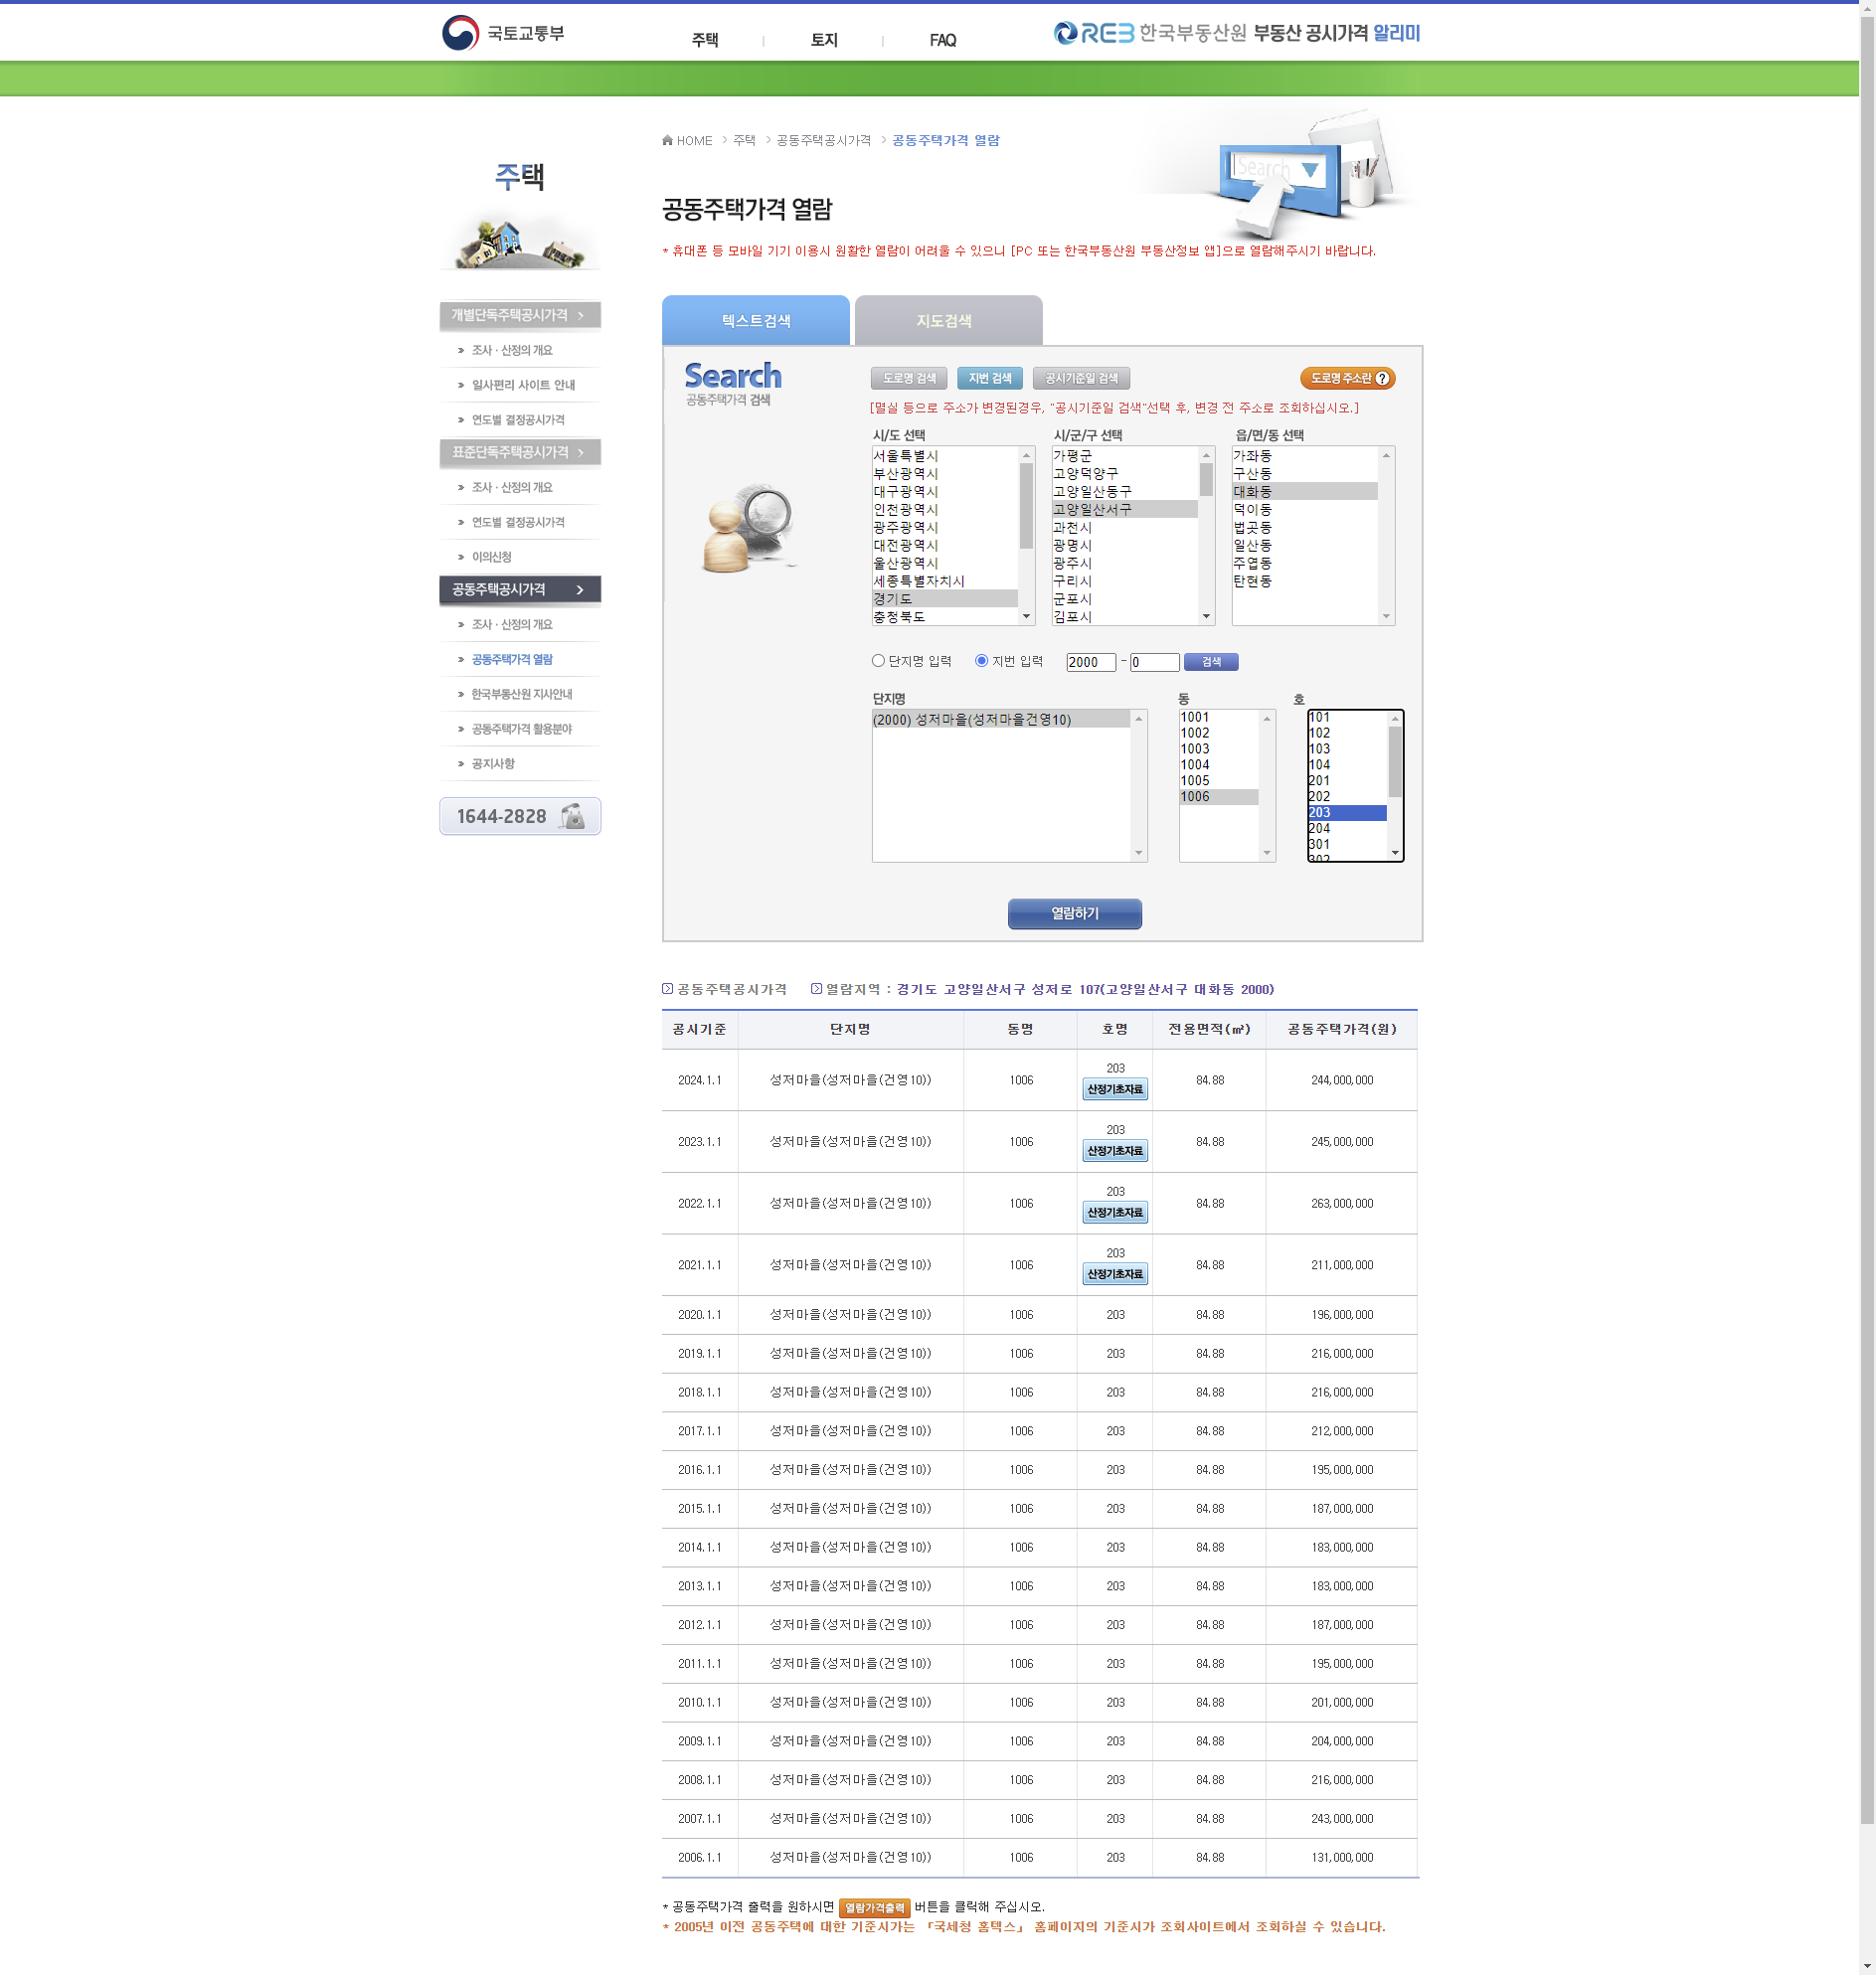 국토교통부
주택
토지
FAQ
REB 한국부동산원 부동산 공시가격 알리미
HOME > 주택 > 공동주택공시가격 > 공동주택가격 열람
Search
주택
공동주택가격 열람
* 휴대폰 등 모바일 기기 이용시 원활한 열람이 어려울 수 있으니 [PC 또는 한국부동산원 부동산정보 앱]으로 열람해주시기 바랍니다.
개별단독주택공시가격
조사·산정의 개요
일사편리 사이트 안내
연도별 결정공시가격
표준단독주택공시가격
조사·산정의 개요
연도별 결정공시가격
이의신청
공동주택공시가격
조사·산정의 개요
공동주택가격 열람
한국부동산원 지사안내
공동주택가격 활용분야
공지사항
1644-2828
텍스트검색
지도검색
Search
공동주택가격 검색
도로명 검색
지번 검색
공시기준일 검색
도로명 주소란 ?
[멸실 등으로 주소가 변경된경우, "공시기준일 검색"선택 후, 변경 전 주소로 조회하십시오.]
시/도 선택
서울특별시
부산광역시
대구광역시
인천광역시
광주광역시
대전광역시
울산광역시
세종특별자치시
경기도
충청북도
시/군/구 선택
가평군
고양덕양구
고양일산동구
고양일산서구
과천시
광명시
광주시
구리시
군포시
김포시
읍/면/동 선택
가좌동
구산동
대화동
덕이동
법곳동
일산동
주엽동
탄현동
단지명 입력
지번 입력
2000 - 0
검색
단지명
(2000) 성저마을(성저마을건영10)
동
1001
1002
1003
1004
1005
1006
호
101
102
103
104
201
202
203
204
301
302
열람하기
공동주택공시가격
열람지역 : 경기도 고양일산서구 성저로 107(고양일산서구 대화동 2000)
공시기준 단지명 동명 호명 전용면적(㎡) 공동주택가격(원)
2024.1.1 성저마을(성저마을(건영10)) 1006 203 산정기초자료 84.88 244,000,000
2023.1.1 성저마을(성저마을(건영10)) 1006 203 산정기초자료 84.88 245,000,000
2022.1.1 성저마을(성저마을(건영10)) 1006 203 산정기초자료 84.88 263,000,000
2021.1.1 성저마을(성저마을(건영10)) 1006 203 산정기초자료 84.88 211,000,000
2020.1.1 성저마을(성저마을(건영10)) 1006 203 84.88 196,000,000
2019.1.1 성저마을(성저마을(건영10)) 1006 203 84.88 216,000,000
2018.1.1 성저마을(성저마을(건영10)) 1006 203 84.88 216,000,000
2017.1.1 성저마을(성저마을(건영10)) 1006 203 84.88 212,000,000
2016.1.1 성저마을(성저마을(건영10)) 1006 203 84.88 195,000,000
2015.1.1 성저마을(성저마을(건영10)) 1006 203 84.88 187,000,000
2014.1.1 성저마을(성저마을(건영10)) 1006 203 84.88 183,000,000
2013.1.1 성저마을(성저마을(건영10)) 1006 203 84.88 183,000,000
2012.1.1 성저마을(성저마을(건영10)) 1006 203 84.88 187,000,000
2011.1.1 성저마을(성저마을(건영10)) 1006 203 84.88 195,000,000
2010.1.1 성저마을(성저마을(건영10)) 1006 203 84.88 201,000,000
2009.1.1 성저마을(성저마을(건영10)) 1006 203 84.88 204,000,000
2008.1.1 성저마을(성저마을(건영10)) 1006 203 84.88 216,000,000
2007.1.1 성저마을(성저마을(건영10)) 1006 203 84.88 243,000,000
2006.1.1 성저마을(성저마을(건영10)) 1006 203 84.88 131,000,000
* 공동주택가격 출력을 원하시면 열람가격출력 버튼을 클릭해 주십시오.
* 2005년 이전 공동주택에 대한 기준시가는 「국세청 홈텍스」 홈페이지의 기준시가 조회사이트에서 조회하실 수 있습니다.